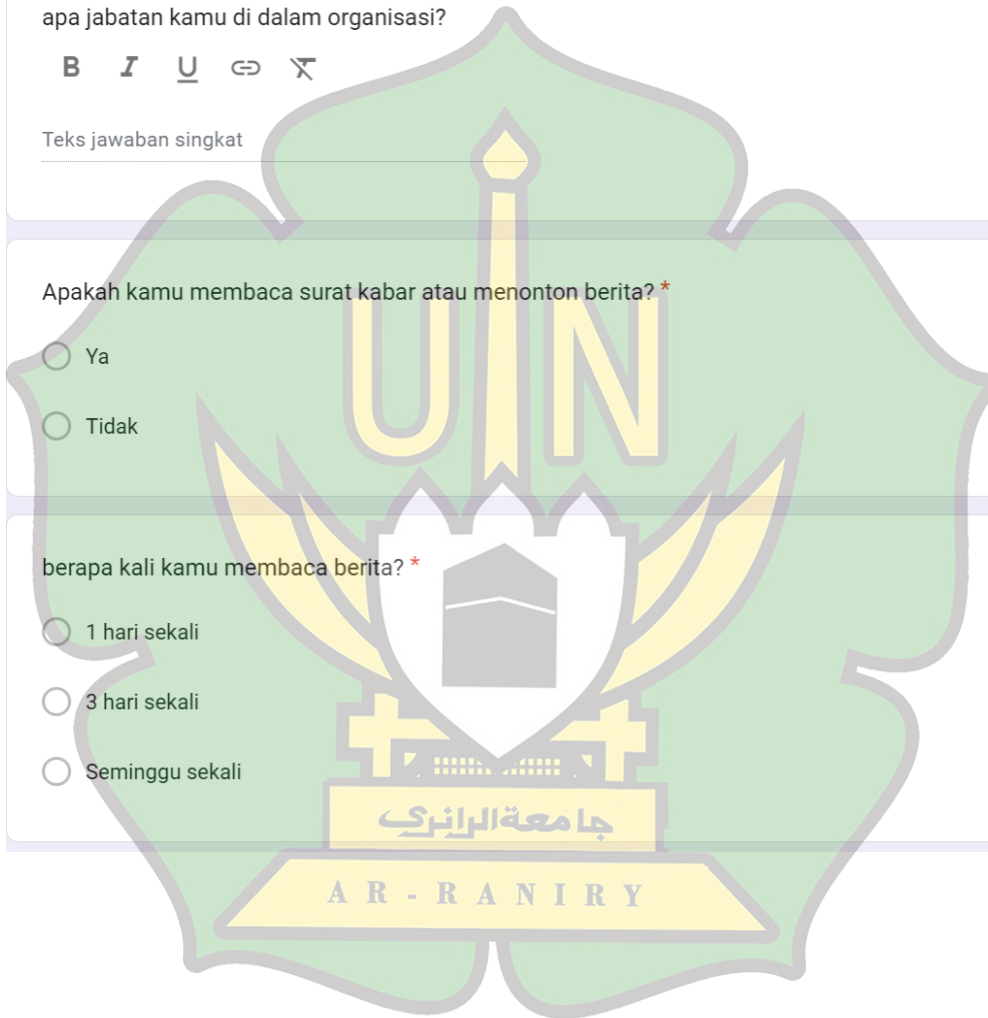 apa jabatan kamu di dalam organisasi?
B I U
Teks jawaban singkat
Apakah kamu membaca surat kabar atau menonton berita? *
Ya
UIN
Tidak
berapa kali kamu membaca berita? *
1 hari sekali
3 hari sekali
Seminggu sekali
جامعةالرانري
AR-RANIRY